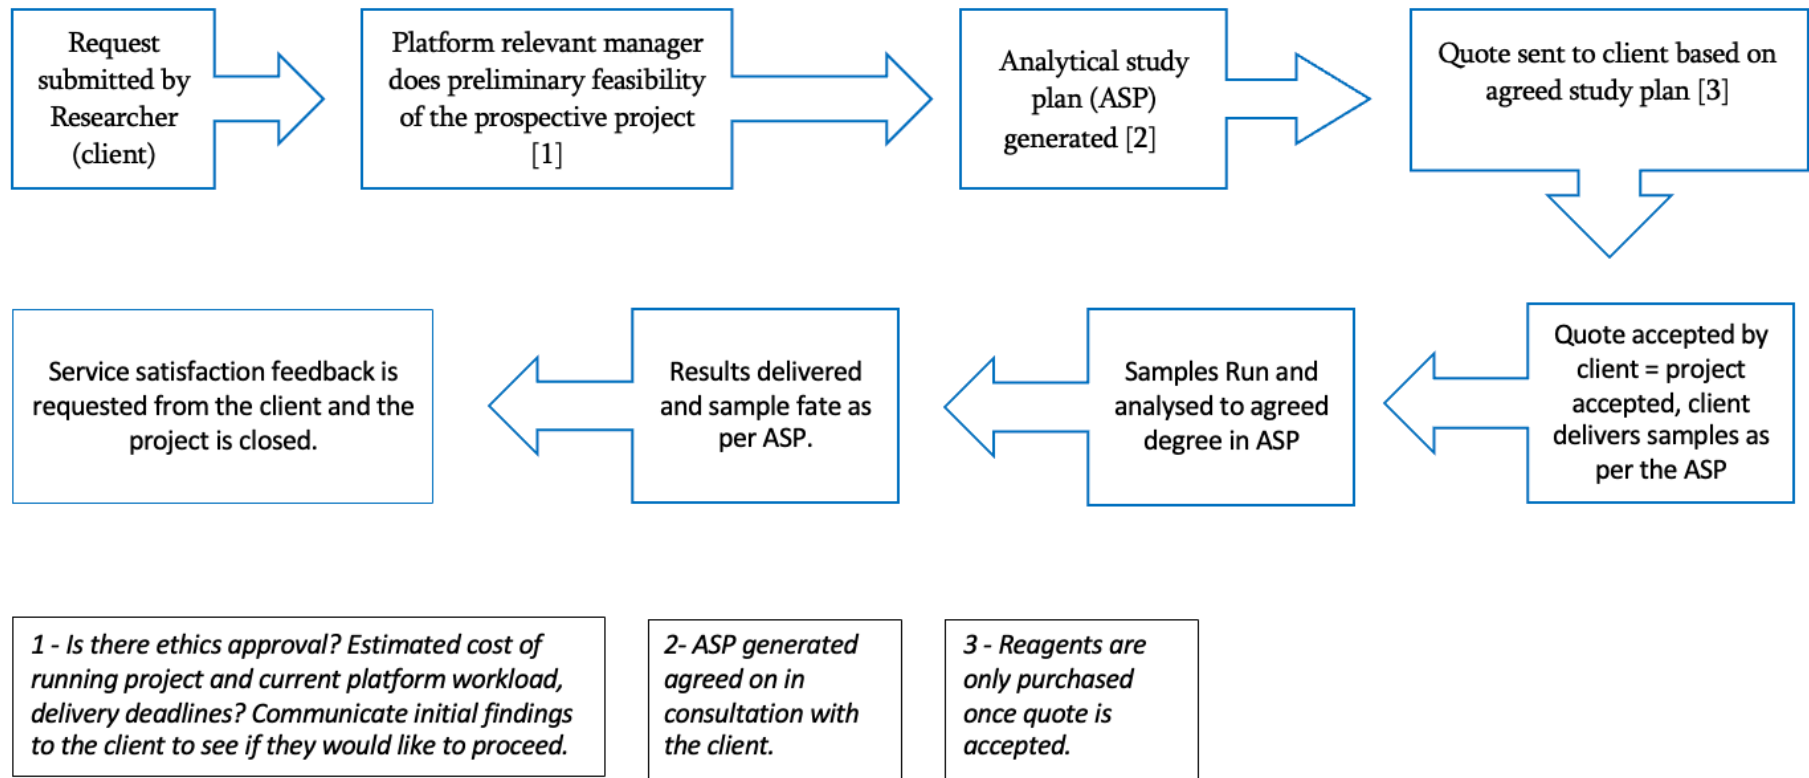 Request
submitted by
Researcher
(client)
Platform relevant manager
does preliminary feasibility
of the prospective project
[1]
Analytical study
plan (ASP)
generated [2]
Quote sent to client based on
agreed study plan [3]
Quote accepted by
client = project
accepted, client
delivers samples as
per the ASP
Samples Run and
analysed to agreed
degree in ASP
Results delivered
and sample fate as
per ASP.
Service satisfaction feedback is
requested from the client and the
project is closed.
1 - Is there ethics approval? Estimated cost of
running project and current platform workload,
delivery deadlines? Communicate initial findings
to the client to see if they would like to proceed.
2- ASP generated
agreed on in
consultation with
the client.
3 - Reagents are
only purchased
once quote is
accepted.